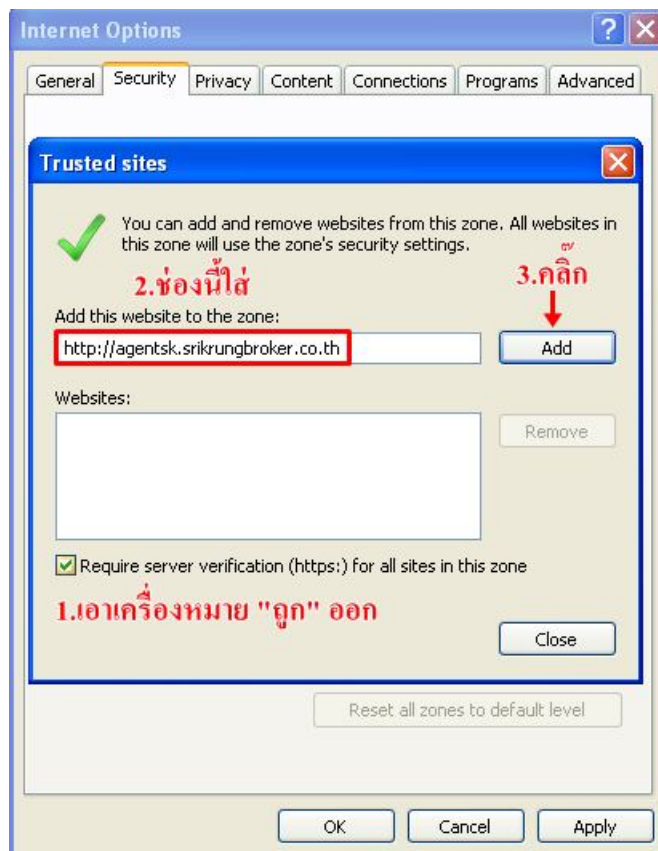 Internet Options
General Security Privacy Content Connections Programs Advanced
Trusted sites
You can add and remove websites from this zone. All websites in
this zone will use the zone's security settings.
2.ช่องนี้ใส่
3.คลิ๊ก
Add this website to the zone:
http://agentsk.srikrungbroker.co.th
Add
Websites:
Remove
Require server verification (https:) for all sites in this zone
1.เอาเครื่องหมาย "ถูก" ออก
Close
Reset all zones to default level
OK Cancel Apply